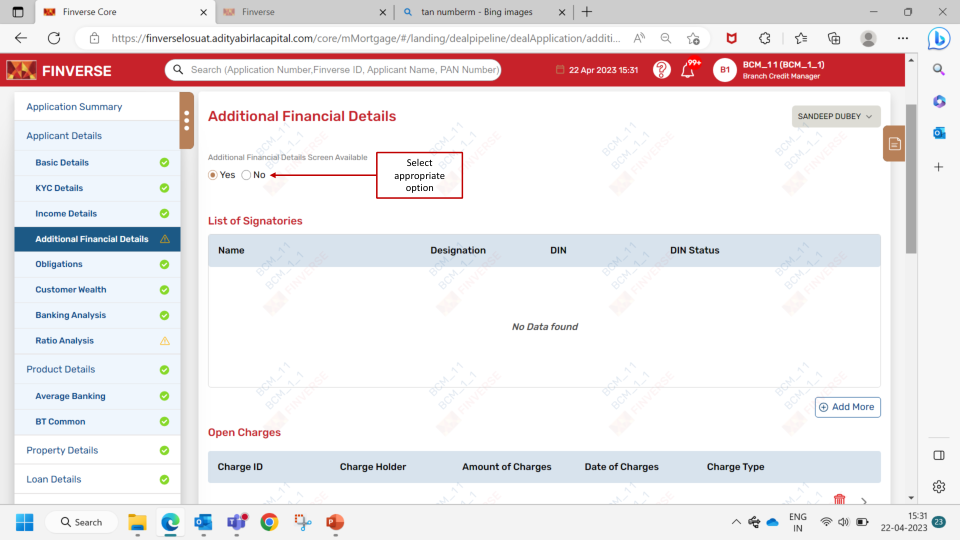 Finverse Core
Finverse
tan numberm - Bing images
https://finverselosuat.adityabirlacapital.com/core/mMortgage/#/landing/dealpipeline/dealApplication/additi...
FINVERSE
Search (Application Number,Finverse ID, Applicant Name, PAN Number)
22 Apr 2023 15:31
99+
B1
BCM_1 1 (BCM_1_1)
Branch Credit Manager
Application Summary
Applicant Details
Basic Details
KYC Details
Income Details
Additional Financial Details
Obligations
Customer Wealth
Banking Analysis
Ratio Analysis
Product Details
Average Banking
BT Common
Property Details
Loan Details
Additional Financial Details
SANDEEP DUBEY
Additional Financial Details Screen Available
Yes No
Select
appropriate
option
List of Signatories
Name Designation DIN DIN Status
No Data found
Add More
Open Charges
Charge ID Charge Holder Amount of Charges Date of Charges Charge Type
BCM_1 1
BCM_1_1
FINVERSE
Search
ENG
IN
15:31
22-04-2023
23